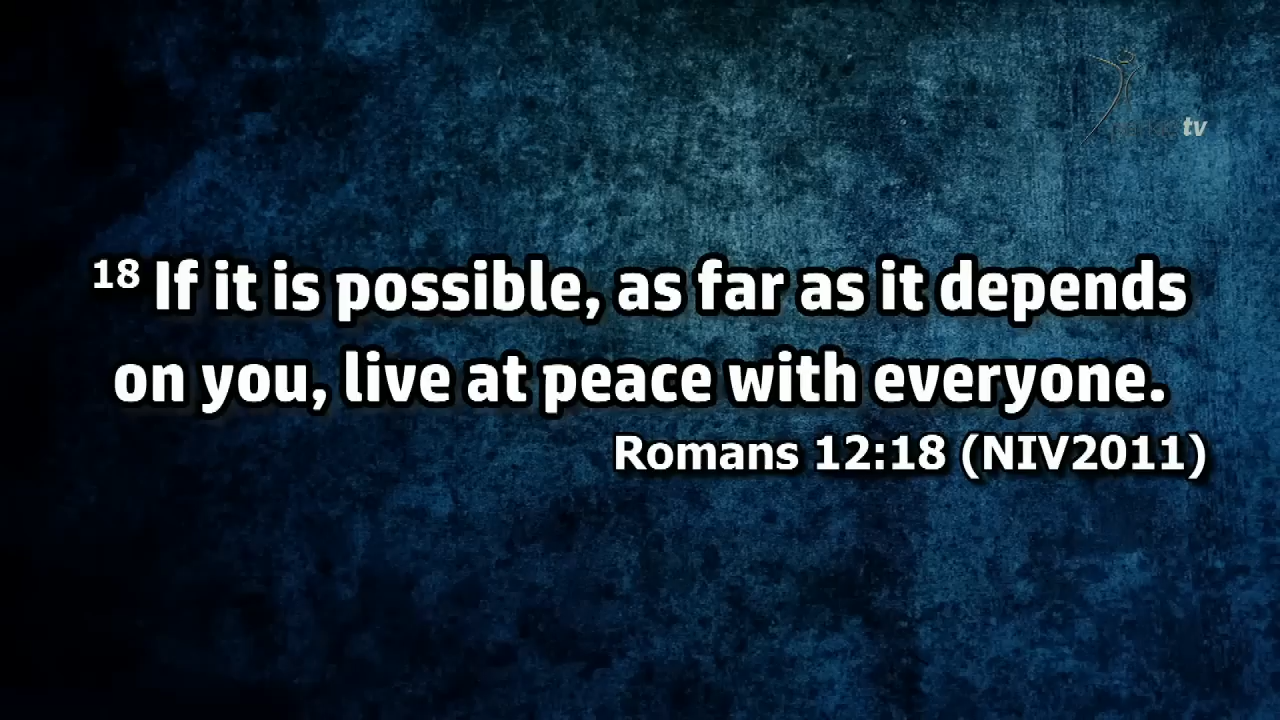 tv
18 If it is possible, as far as it depends
on you, live at peace with everyone.
Romans 12:18 (NIV2011)